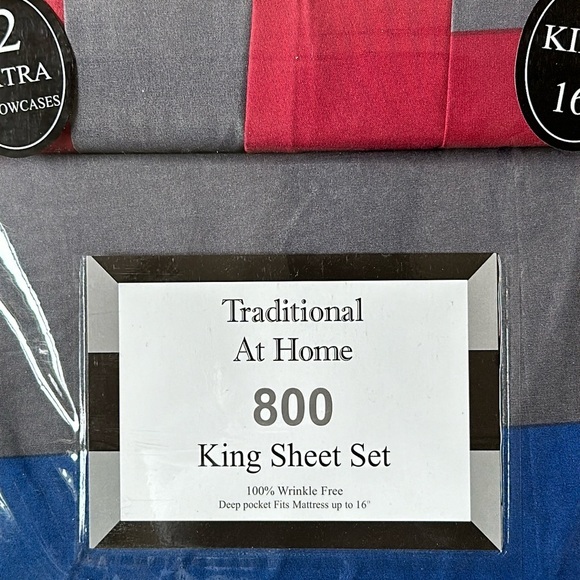 2
TRA
OWCASES
KI
16
Traditional
At Home
800
King Sheet Set
100% Wrinkle Free
Deep pocket Fits Mattress up to 16"